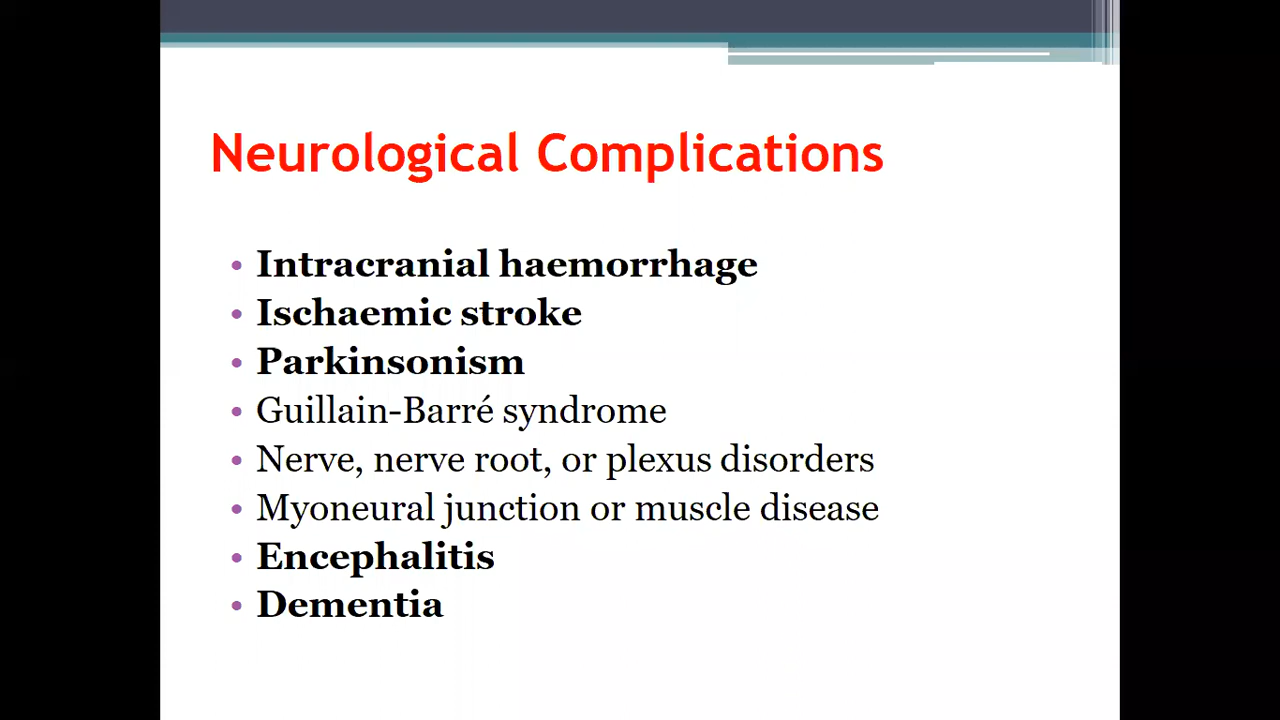 Neurological Complications
• Intracranial haemorrhage
• Ischaemic stroke
• Parkinsonism
• Guillain-Barré syndrome
• Nerve, nerve root, or plexus disorders
• Myoneural junction or muscle disease
• Encephalitis
• Dementia